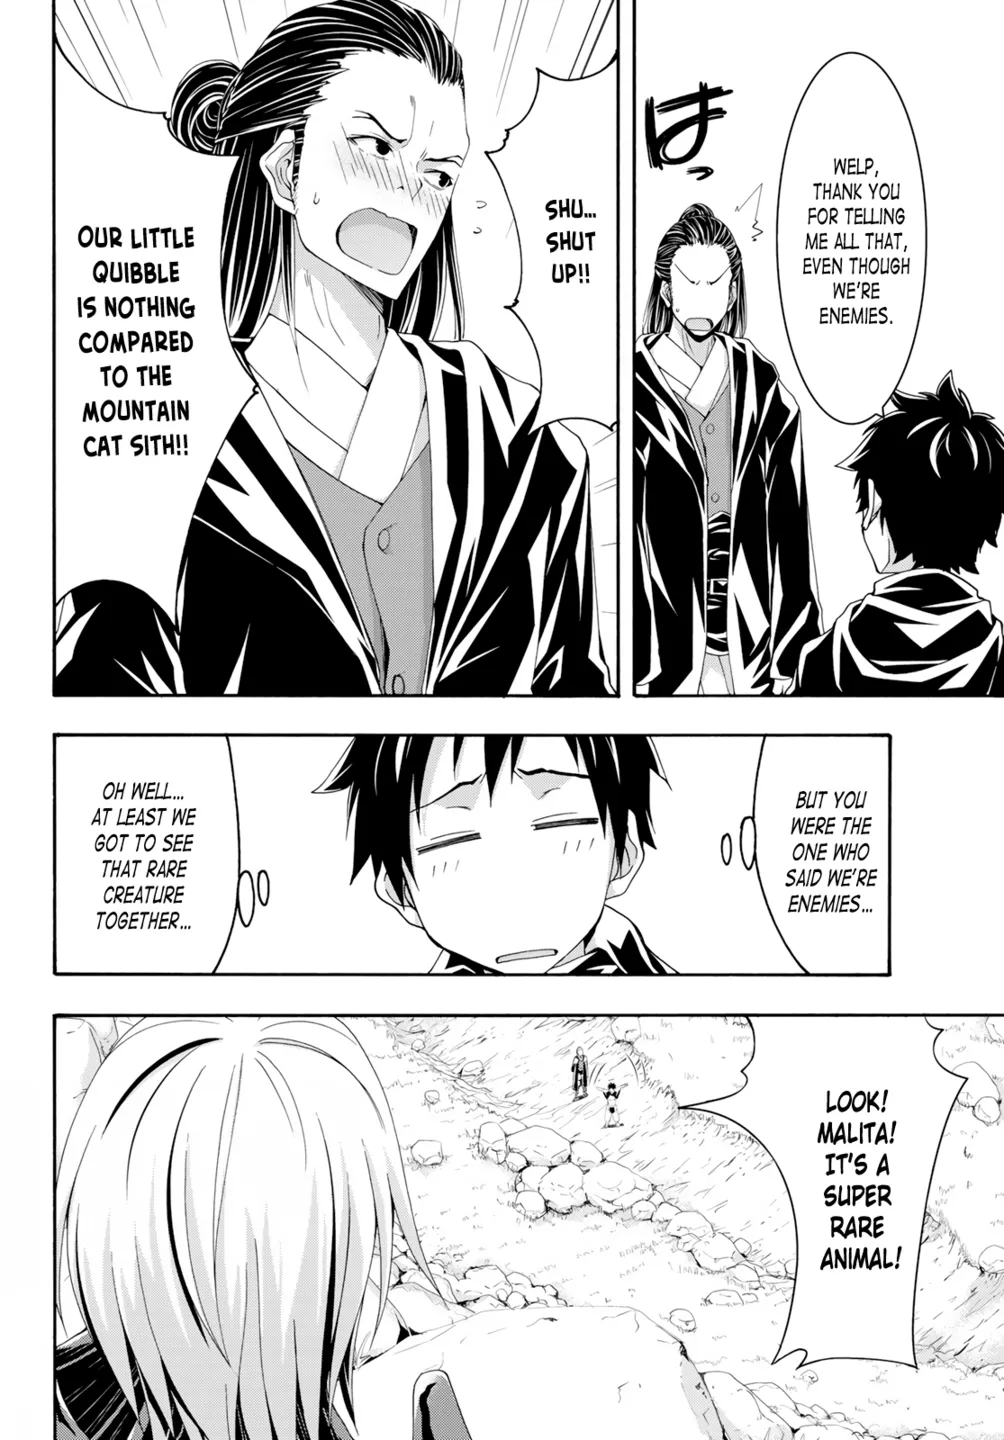 WELP,
THANK YOU
FOR TELLING
ME ALL THAT,
EVEN THOUGH
WE'RE
ENEMIES.
はっ
SHU...
SHUT
UP!!
OUR LITTLE
QUIBBLE
IS NOTHING
COMPARED
TO THE
MOUNTAIN
CAT SITH!!
BUT YOU
WERE THE
ONE WHO
SAID WE'RE
ENEMIES...
OH WELL...
AT LEAST WE
GOT TO SEE
THAT RARE
CREATURE
TOGETHER...
LOOK!
MALITA!
IT'S A
SUPER
RARE
ANIMAL!